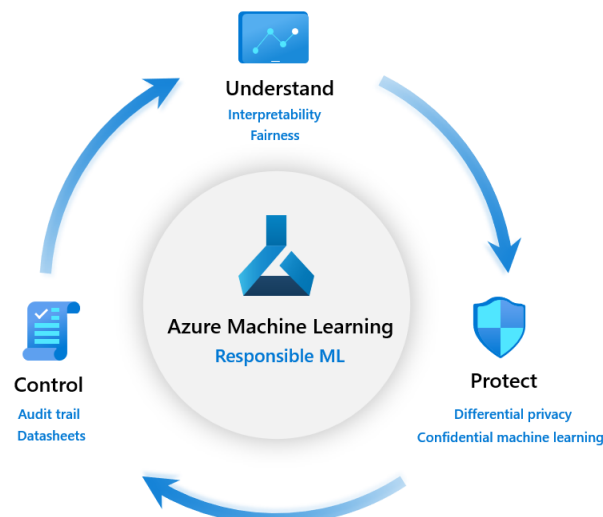 Understand
Interpretability
Fairness
Azure Machine Learning
Responsible ML
Control
Audit trail
Datasheets
Protect
Differential privacy
Confidential machine learning